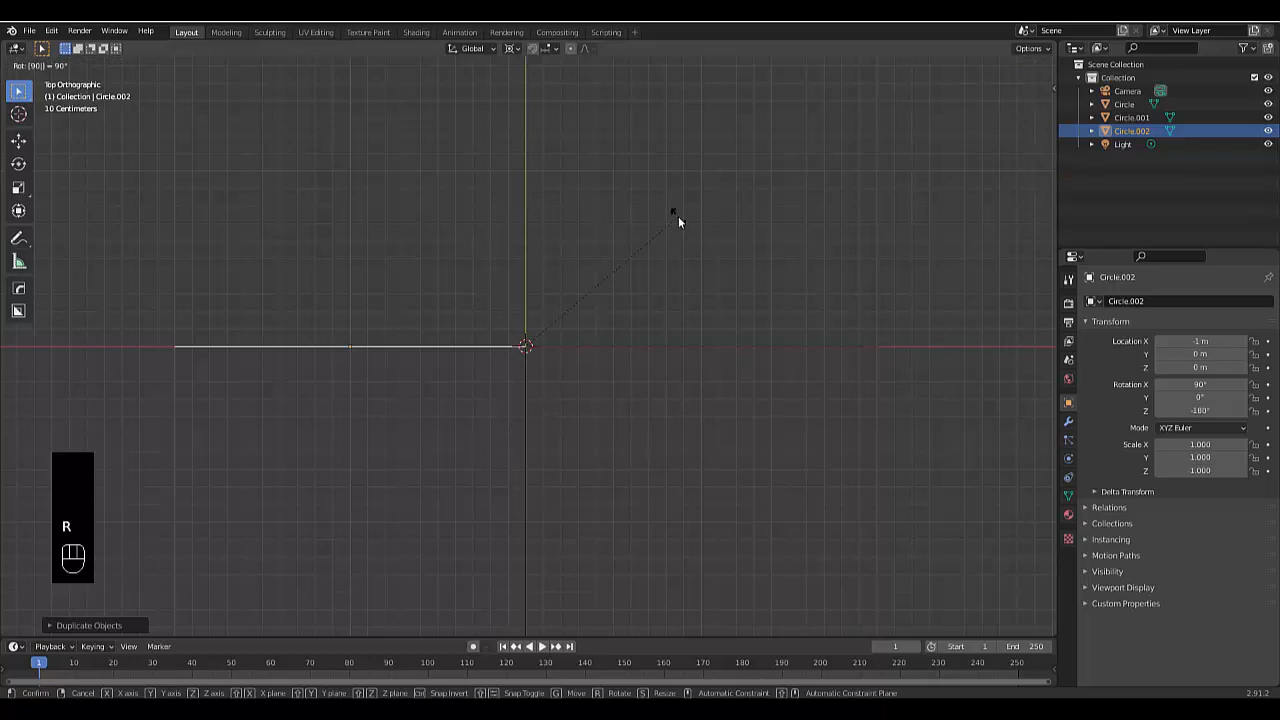 File Edit Render Window Help Layout Modeling Sculpting UV Editing Texture Paint Shading Animation Rendering Compositing Scripting + Scene View Layer
Global Options
Rot: [90|] = 90°
Top Orthographic
(1) Collection | Circle.002
10 Centimeters
R
Duplicate Objects
Scene Collection
Collection
Camera
Circle
Circle.001
Circle.002
Light
Circle.002
Circle.002
Transform
Location X -1 m
Y 0 m
Z 0 m
Rotation X 90°
Y 0°
Z -180°
Mode XYZ Euler
Scale X 1.000
Y 1.000
Z 1.000
Delta Transform
Relations
Collections
Instancing
Motion Paths
Visibility
Viewport Display
Custom Properties
Playback Keying View Marker 1 Start 1 End 250
1 10 20 30 40 50 60 70 80 90 100 110 120 130 140 150 160 170 180 190 200 210 220 230 240 250
Confirm Cancel X X axis Y Y axis Z Z axis X X plane Y Y plane Z Z plane Snap Invert Snap Toggle G Move R Rotate S Resize Automatic Constraint Automatic Constraint Plane 2.91.2